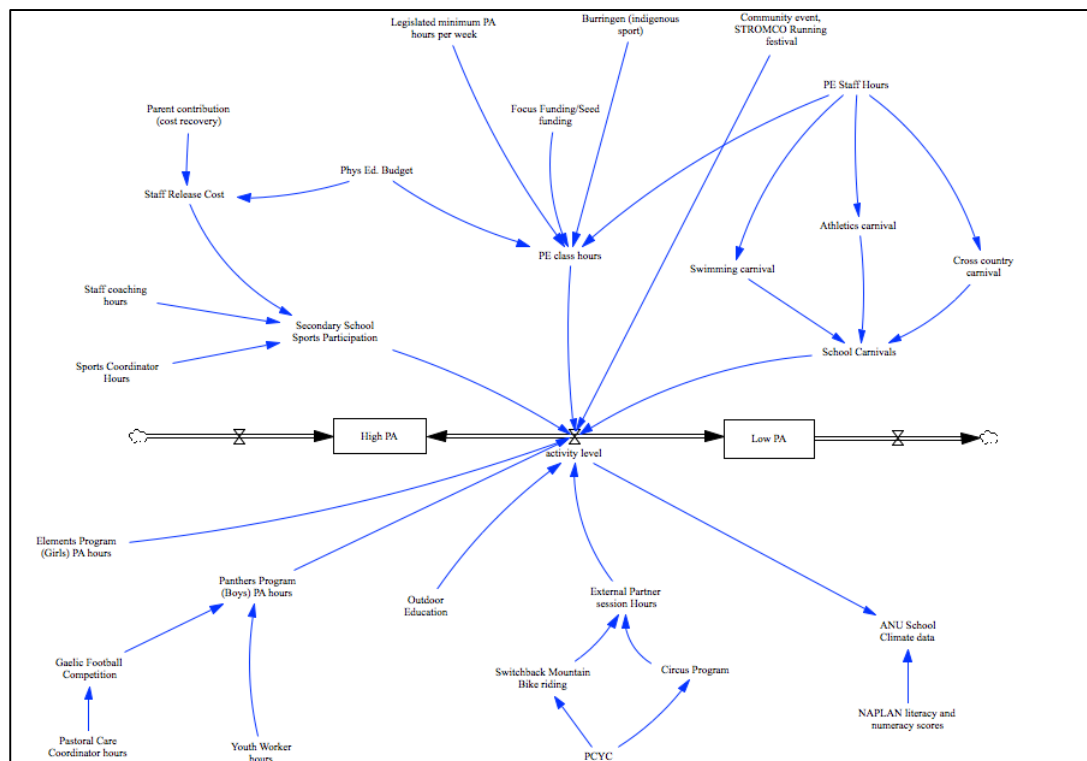 Legislated minimum PA
hours per week
Burringen (indigenous
sport)
Community event,
STROMCO Running
festival
PE Staff Hours
Parent contribution
(cost recovery)
Focus Funding/Seed
funding
Phys Ed. Budget
Staff Release Cost
Athletics carnival
PE class hours
Swimming carnival
Cross country
carnival
Staff coaching
hours
Secondary School
Sports Participation
School Carnivals
Sports Coordinator
Hours
High PA
Low PA
activity level
Elements Program
(Girls) PA hours
Panthers Program
(Boys) PA hours
Outdoor
Education
External Partner
session Hours
ANU School
Climate data
Gaelic Football
Competition
Switchback Mountain
Bike riding
Circus Program
NAPLAN literacy and
numeracy scores
Pastoral Care
Coordinator hours
Youth Worker
hours
PCYC